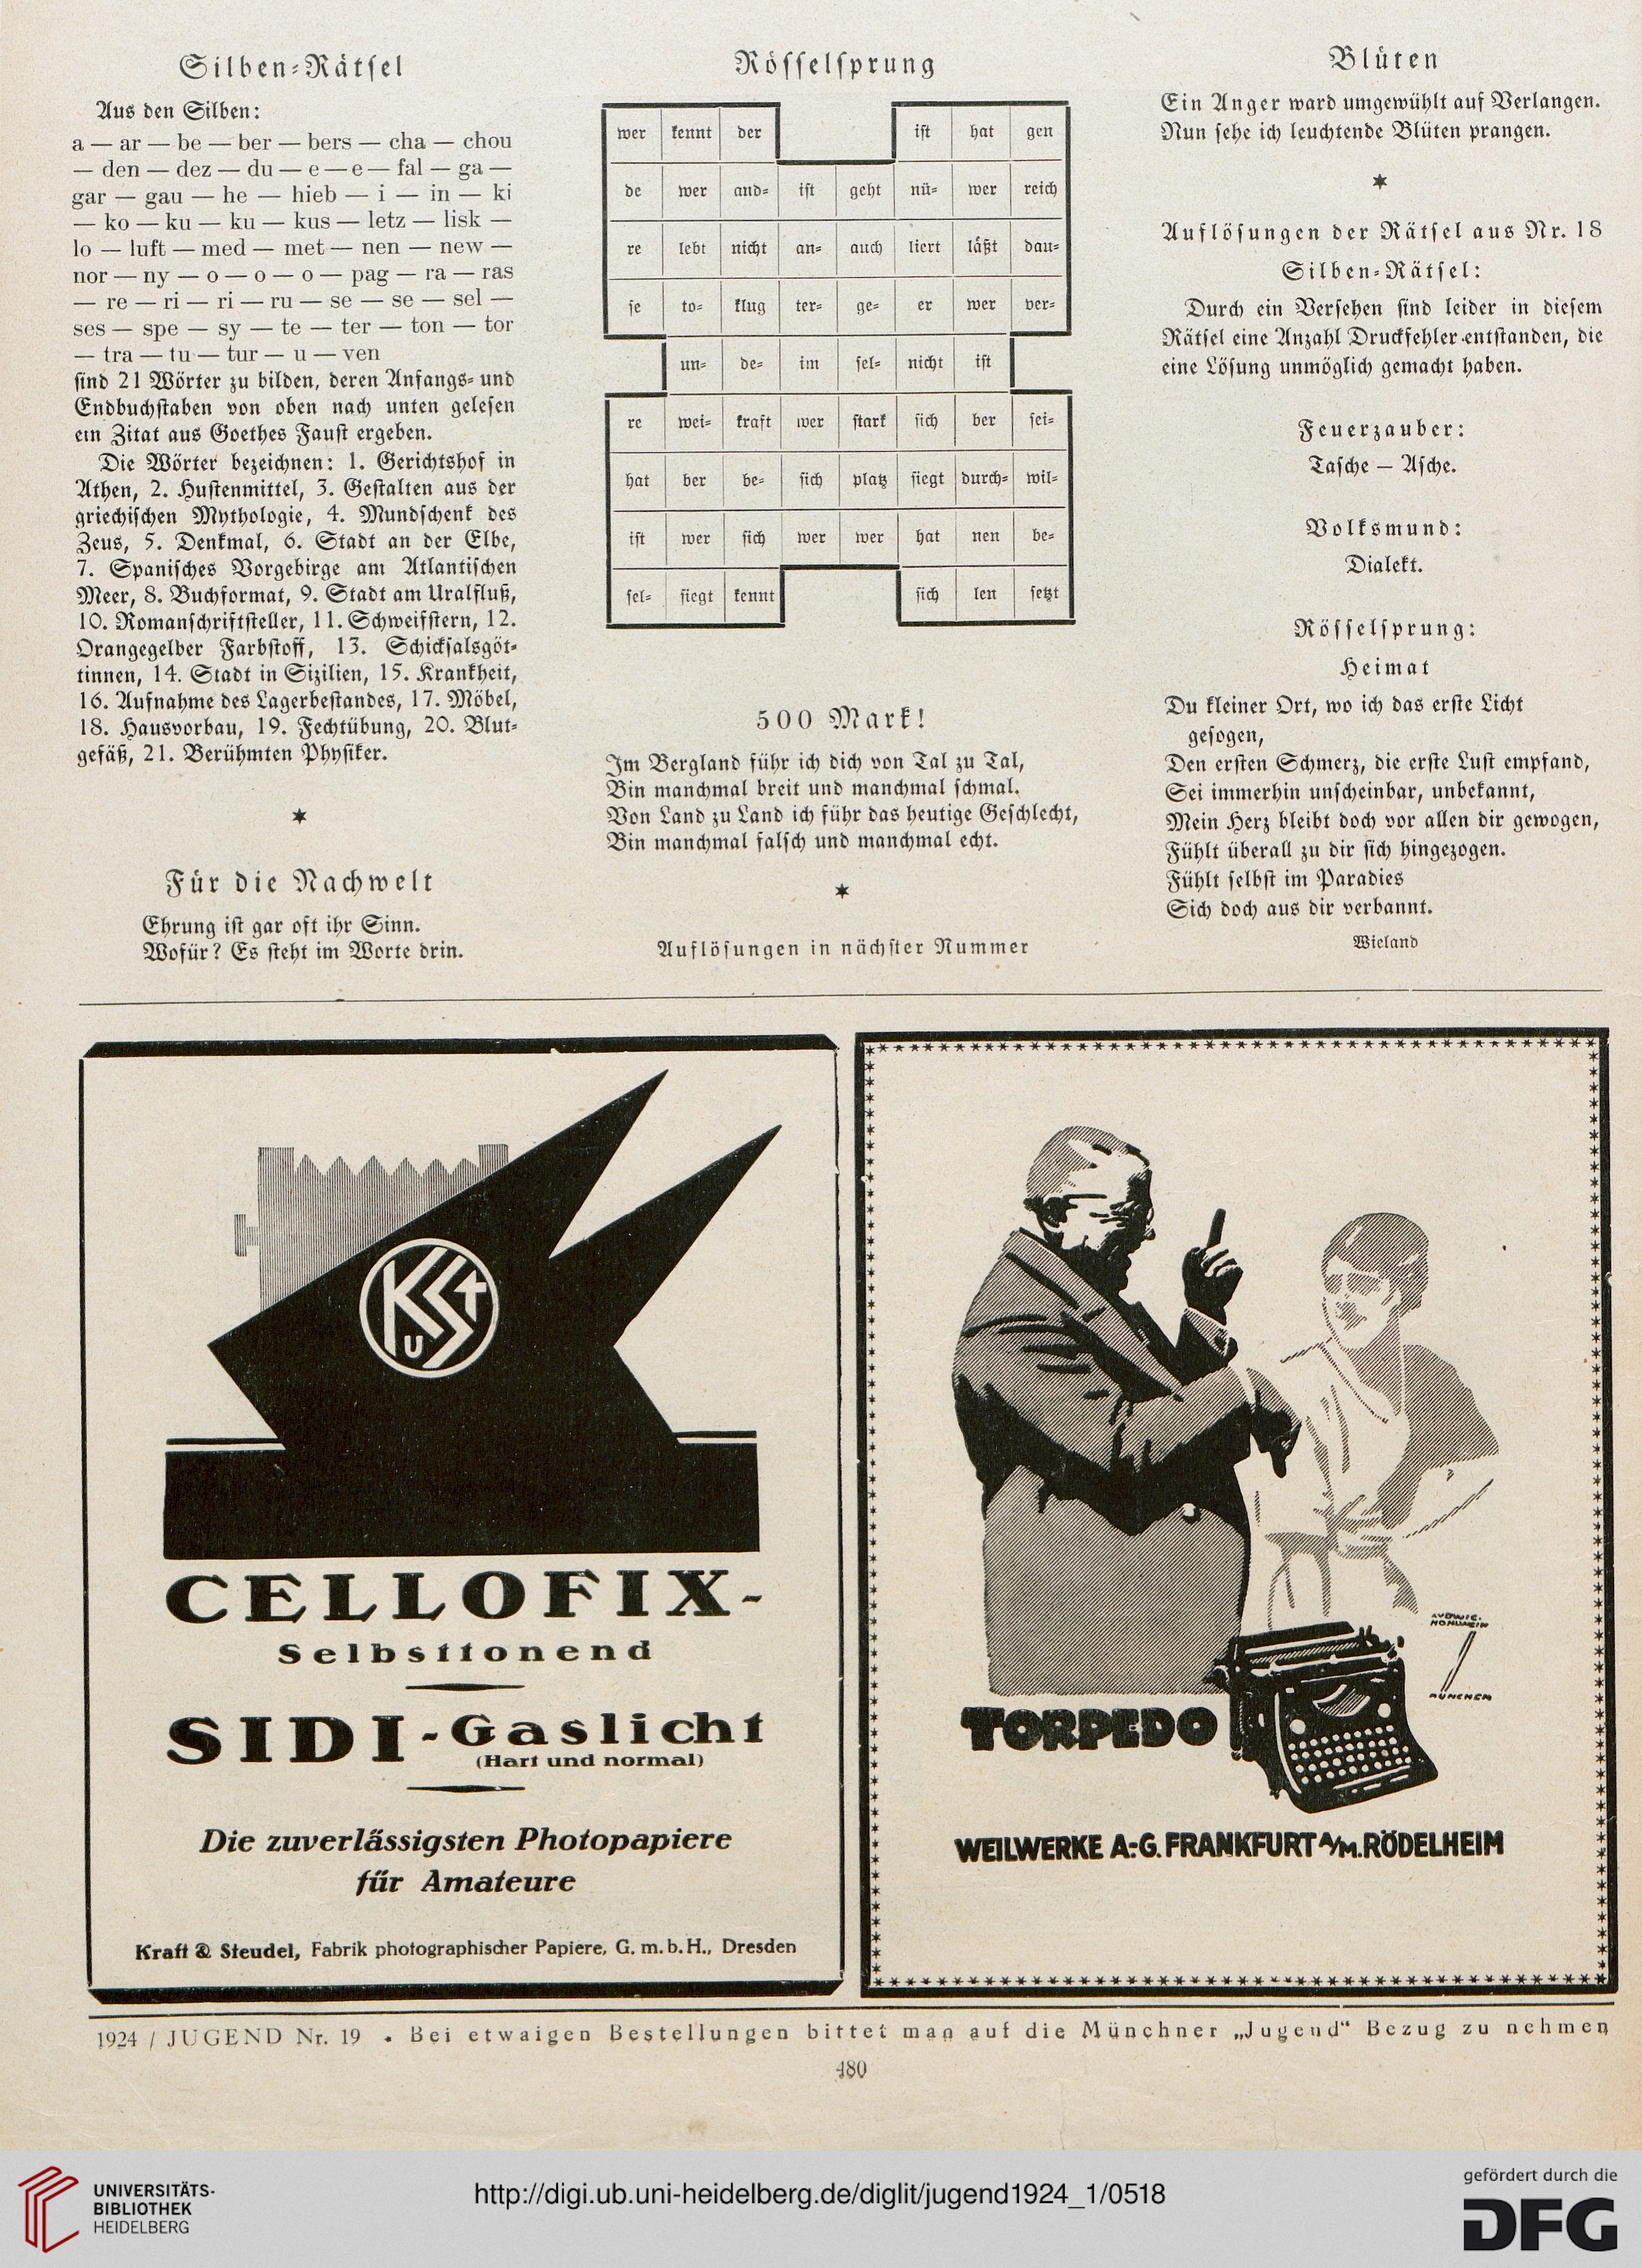 Silben-Rätsel
Aus den Silben:
a — ar — be — ber — bers — cha — chou
— den — dez — du — e — e — fal — ga —
gar — gau — he — hieb — i — in — ki
— ko — ku — ku — kus — letz — lisk —
lo — luft — med — met — nen — new —
nor — ny — o — o — o — pag — ra — ras
— re — ri — ri — ru — se — se — sel —
ses — spe — sy — te — ter — ton — tor
— tra — tu — tur — u — ven
sind 21 Wörter zu bilden, deren Anfangs- und
Endbuchstaben von oben nach unten gelesen
ein Zitat aus Goethes Faust ergeben.
Die Wörter bezeichnen: 1. Gerichtshof in
Athen, 2. Hustenmittel, 3. Gestalten aus der
griechischen Mythologie, 4. Mundschenk des
Zeus, 5. Denkmal, 6. Stadt an der Elbe,
7. Spanisches Vorgebirge am Atlantischen
Meer, 8. Buchformat, 9. Stadt am Uralfluß,
10. Romanschriftsteller, 11. Schweifstern, 12.
Orangegelber Farbstoff, 13. Schicksalsgöt-
tinnen, 14. Stadt in Sizilien, 15. Krankheit,
16. Aufnahme des Lagerbestandes, 17. Möbel,
18. Hausvorbau, 19. Fechtübung, 20. Blut-
gefäß, 21. Berühmten Physiker.
Für die Nachwelt
Ehrung ist gar oft ihr Sinn.
Wofür? Es steht im Worte drin.
Rösselsprung
wer kennt der ist hat gen
de wer and- ist geht nü- wer reich
re lebt nicht an- auch liert läßt dau-
se to- klug ter- ge- er wer ver-
un- de- im sel- nicht ist
re wei- kraft wer stark sich ber sei-
hat ber be- sich platz siegt durch- wil-
ist wer sich wer wer hat nen be-
sel- siegt kennt sich len setzt
500 Mark!
Im Bergland führ ich dich von Tal zu Tal,
Bin manchmal breit und manchmal schmal.
Von Land zu Land ich führ das heutige Geschlecht,
Bin manchmal falsch und manchmal echt.
Auflösungen in nächster Nummer
Blüten
Ein Anger ward umgewühlt auf Verlangen.
Nun sehe ich leuchtende Blüten prangen.
Auflösungen der Rätsel aus Nr. 18
Silben-Rätsel:
Durch ein Versehen sind leider in diesem
Rätsel eine Anzahl Druckfehler entstanden, die
eine Lösung unmöglich gemacht haben.
Feuerzauber:
Tasche — Asche.
Volksmund:
Dialekt.
Rösselsprung:
Heimat
Du kleiner Ort, wo ich das erste Licht
gesogen,
Den ersten Schmerz, die erste Lust empfand,
Sei immerhin unscheinbar, unbekannt,
Mein Herz bleibt doch vor allen dir gewogen,
Fühlt überall zu dir sich hingezogen.
Fühlt selbst im Paradies
Sich doch aus dir verbannt.
Wieland
KuSt
CELLOFIX-
Selbsttonend
SIDI-Gaslicht
(Hart und normal)
Die zuverlässigsten Photopapiere
für Amateure
Kraft & Steudel, Fabrik photographischer Papiere, G. m. b. H., Dresden
LUDWIG-
HOHLWEIN
MÜNCHEN
TORPEDO
WEILWERKE A:-G. FRANKFURT A/M. RÖDELHEIM
1924 / JUGEND Nr. 19 . Bei etwaigen Bestellungen bittet man auf die Münchner „Jugend“ Bezug zu nehmen
480
UNIVERSITÄTS-
BIBLIOTHEK
HEIDELBERG
http://digi.ub.uni-heidelberg.de/diglit/jugend1924_1/0518
gefördert durch die
DFG